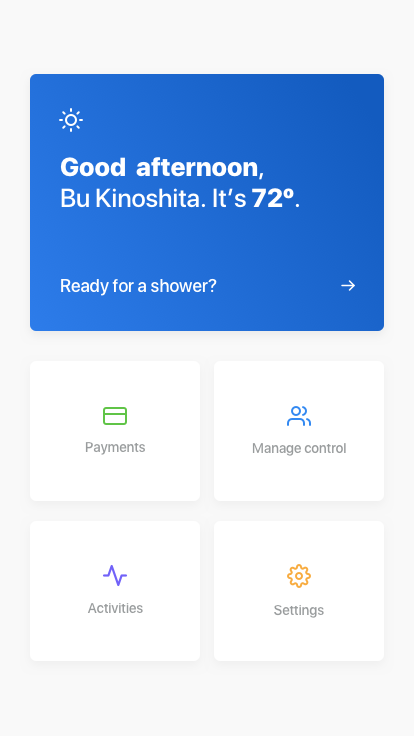 Good afternoon,
Bu Kinoshita. It’s 72º.
Ready for a shower?
Payments
Manage control
Activities
Settings